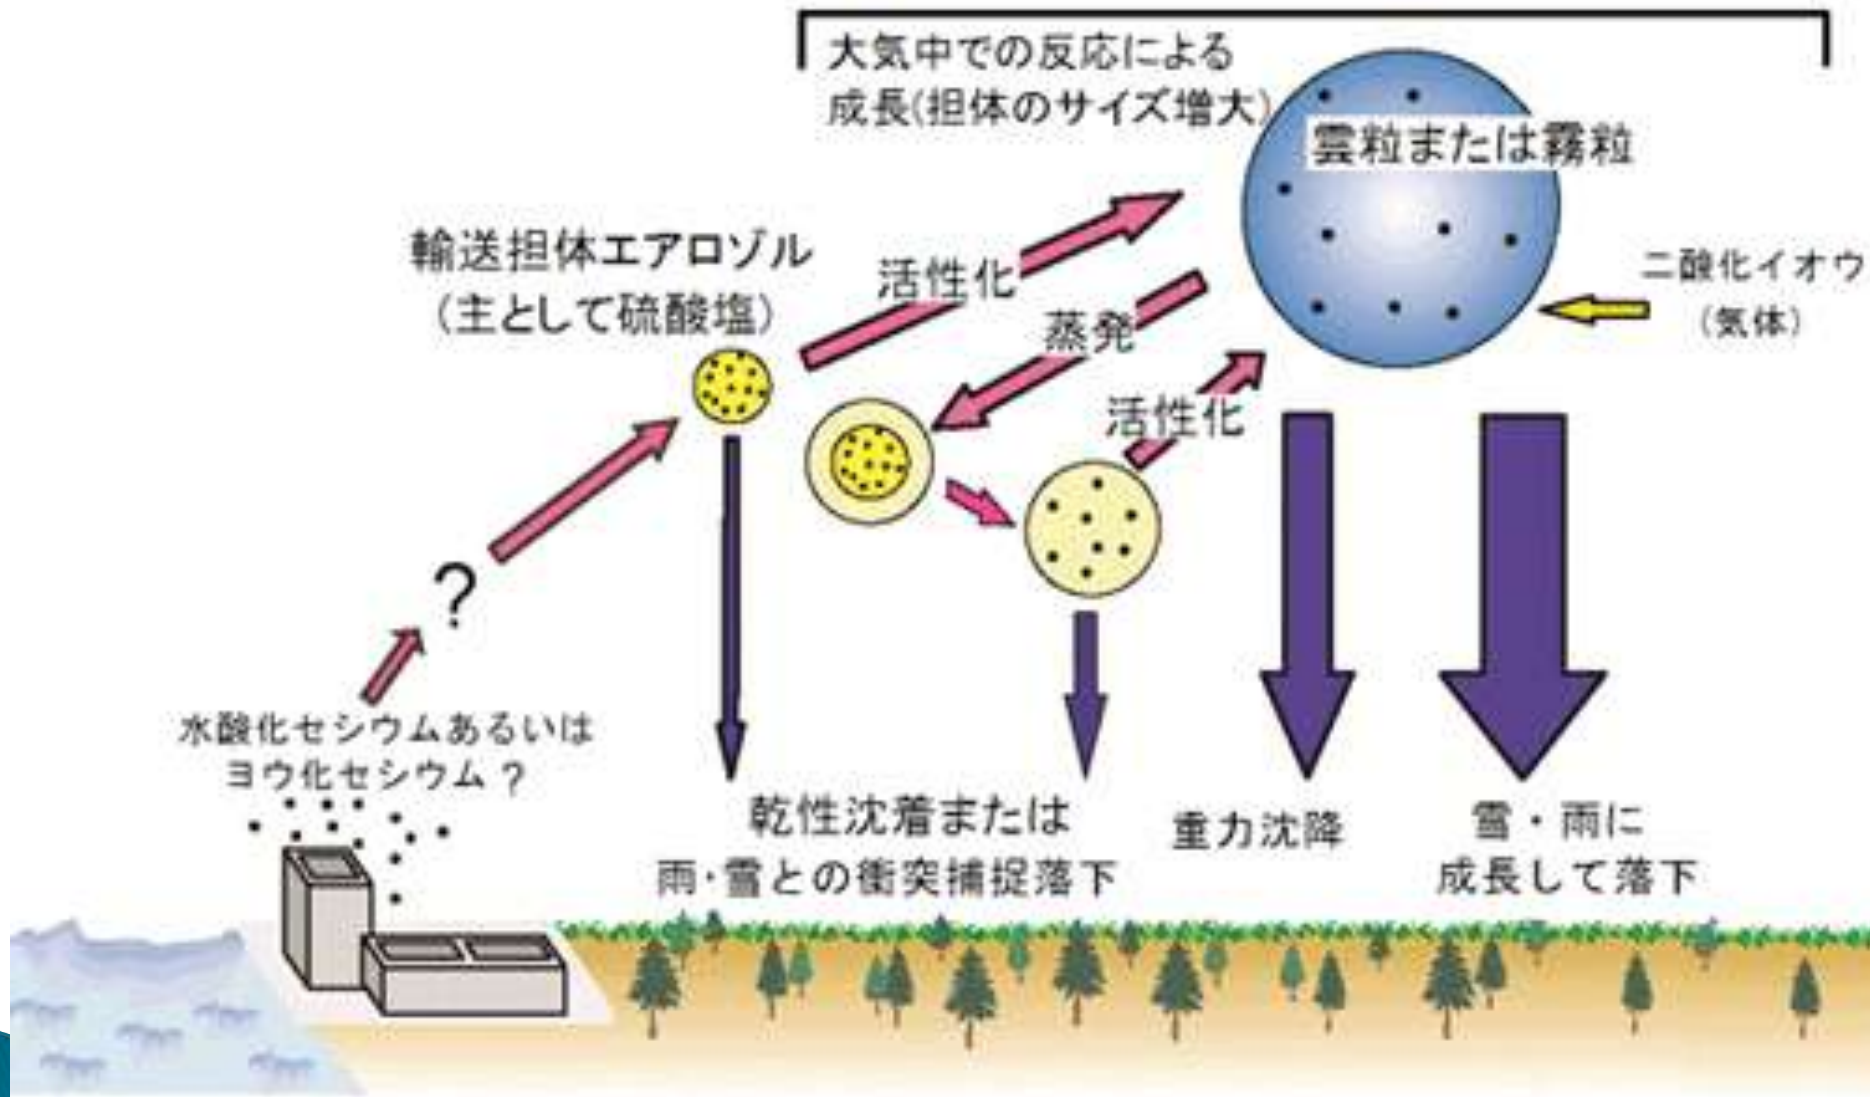 大気中での反応による
成長(担体のサイズ増大)
雲粒または霧粒
輸送担体エアロゾル
(主として硫酸塩)
活性化
蒸発
活性化
二酸化イオウ
(気体)
?
水酸化セシウムあるいは
ヨウ化セシウム?
乾性沈着または
雨・雪との衝突捕捉落下
重力沈降
雪・雨に
成長して落下